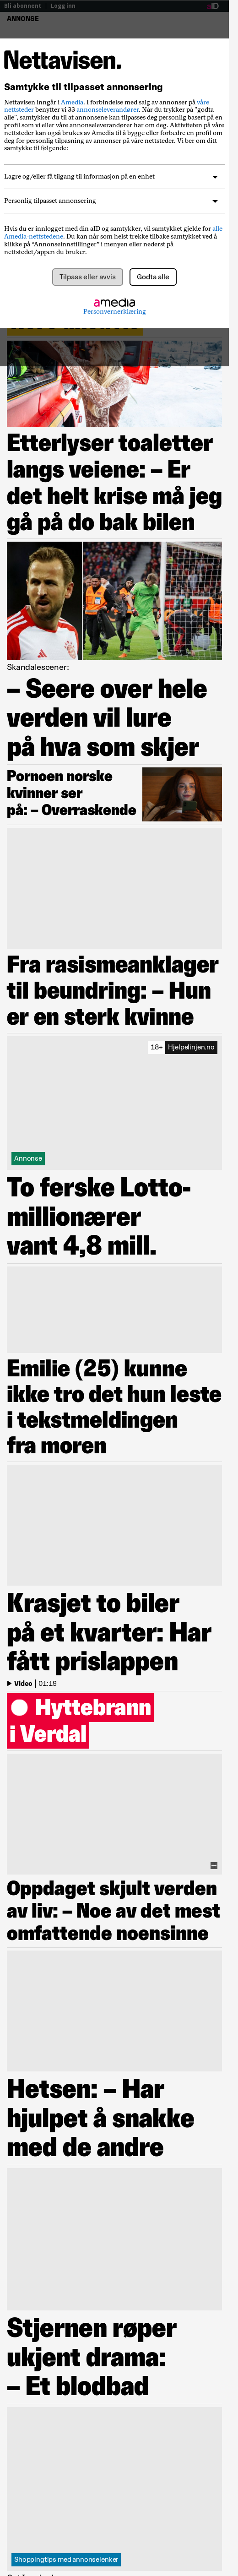 Bli abonnent | Logg inn
aID
ANNONSE
Nettavisen.
Samtykke til tilpasset annonsering
Nettavisen inngår i Amedia. I forbindelse med salg av annonser på våre
nettsteder benytter vi 33 annonseleverandører. Når du trykker på "godta
alle", samtykker du til at annonsene kan tilpasses deg personlig basert på en
profil som vi eller våre leverandører har om deg. Bruksmønsteret ditt på våre
nettsteder kan også brukes av Amedia til å bygge eller forbedre en profil om
deg for personlig tilpasning av annonser på våre nettsteder. Vi ber om ditt
samtykke til følgende:
Lagre og/eller få tilgang til informasjon på en enhet
Personlig tilpasset annonsering
Hvis du er innlogget med din aID og samtykker, vil samtykket gjelde for alle
Amedia-nettstedene. Du kan når som helst trekke tilbake samtykket ved å
klikke på “Annonseinnstillinger” i menyen eller nederst på
nettstedet/appen du bruker.
Tilpass eller avvis
Godta alle
amedia
Personvernerklæring
Etterlyser toaletter
langs veiene: – Er
det helt krise må jeg
gå på do bak bilen
Skandalescener:
– Seere over hele
verden vil lure
på hva som skjer
Pornoen norske
kvinner ser
på: – Overraskende
Fra rasismeanklager
til beundring: – Hun
er en sterk kvinne
18+ Hjelpelinjen.no
Annonse
To ferske Lotto-
millionærer
vant 4,8 mill.
Emilie (25) kunne
ikke tro det hun leste
i tekstmeldingen
fra moren
Krasjet to biler
på et kvarter: Har
fått prislappen
Video | 01:19
Hyttebrann
i Verdal
Oppdaget skjult verden
av liv: – Noe av det mest
omfattende noensinne
Hetsen: – Har
hjulpet å snakke
med de andre
Stjernen røper
ukjent drama:
– Et blodbad
Shoppingtips med annonselenker